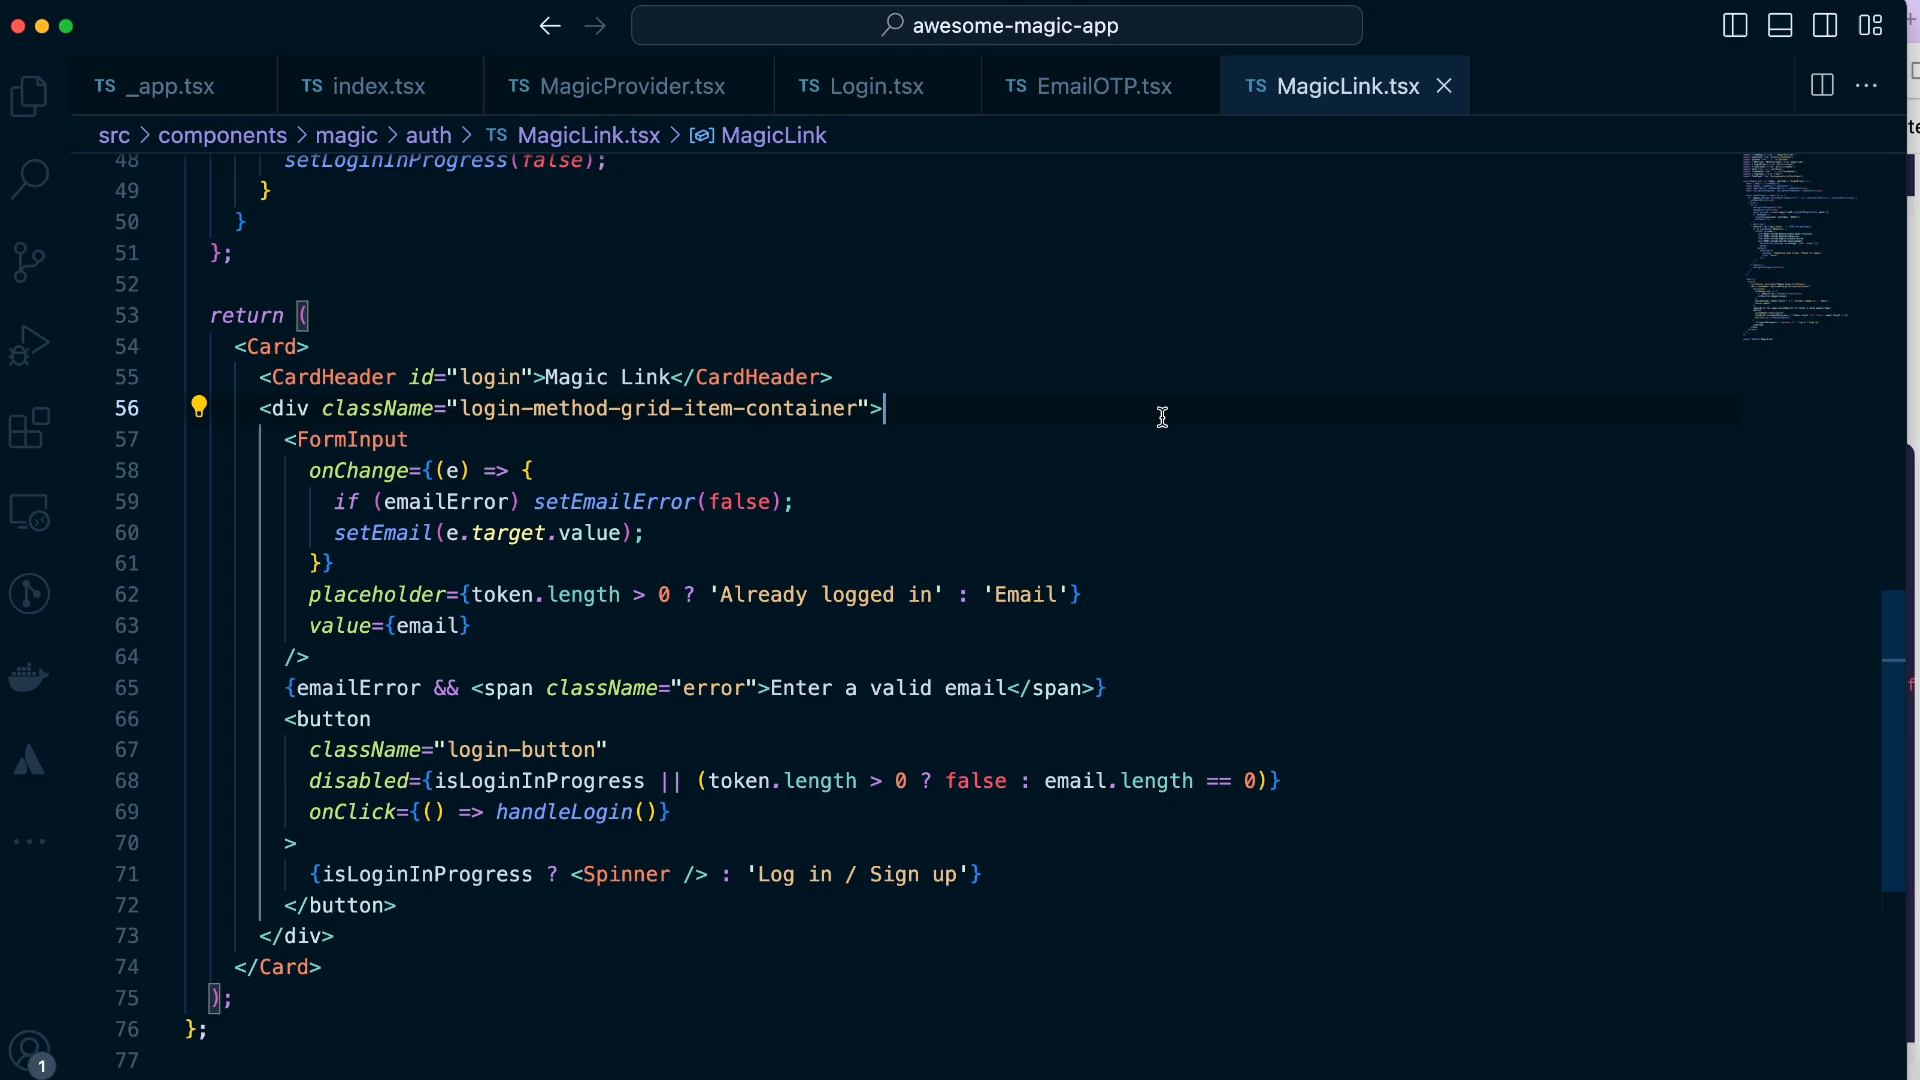 awesome-magic-app
TS _app.tsx TS index.tsx TS MagicProvider.tsx TS Login.tsx TS EmailOTP.tsx TS MagicLink.tsx
src > components > magic > auth > TS MagicLink.tsx > MagicLink
48 setLoginInProgress(false);
49 }
50 }
51 };
52
53 return (
54 <Card>
55 <CardHeader id="login">Magic Link</CardHeader>
56 <div className="login-method-grid-item-container">
57 <FormInput
58 onChange={(e) => {
59 if (emailError) setEmailError(false);
60 setEmail(e.target.value);
61 }}
62 placeholder={token.length > 0 ? 'Already logged in' : 'Email'}
63 value={email}
64 />
65 {emailError && <span className="error">Enter a valid email</span>}
66 <button
67 className="login-button"
68 disabled={isLoginInProgress || (token.length > 0 ? false : email.length == 0)}
69 onClick={() => handleLogin()}
70 >
71 {isLoginInProgress ? <Spinner /> : 'Log in / Sign up'}
72 </button>
73 </div>
74 </Card>
75 );
76 };
77
1